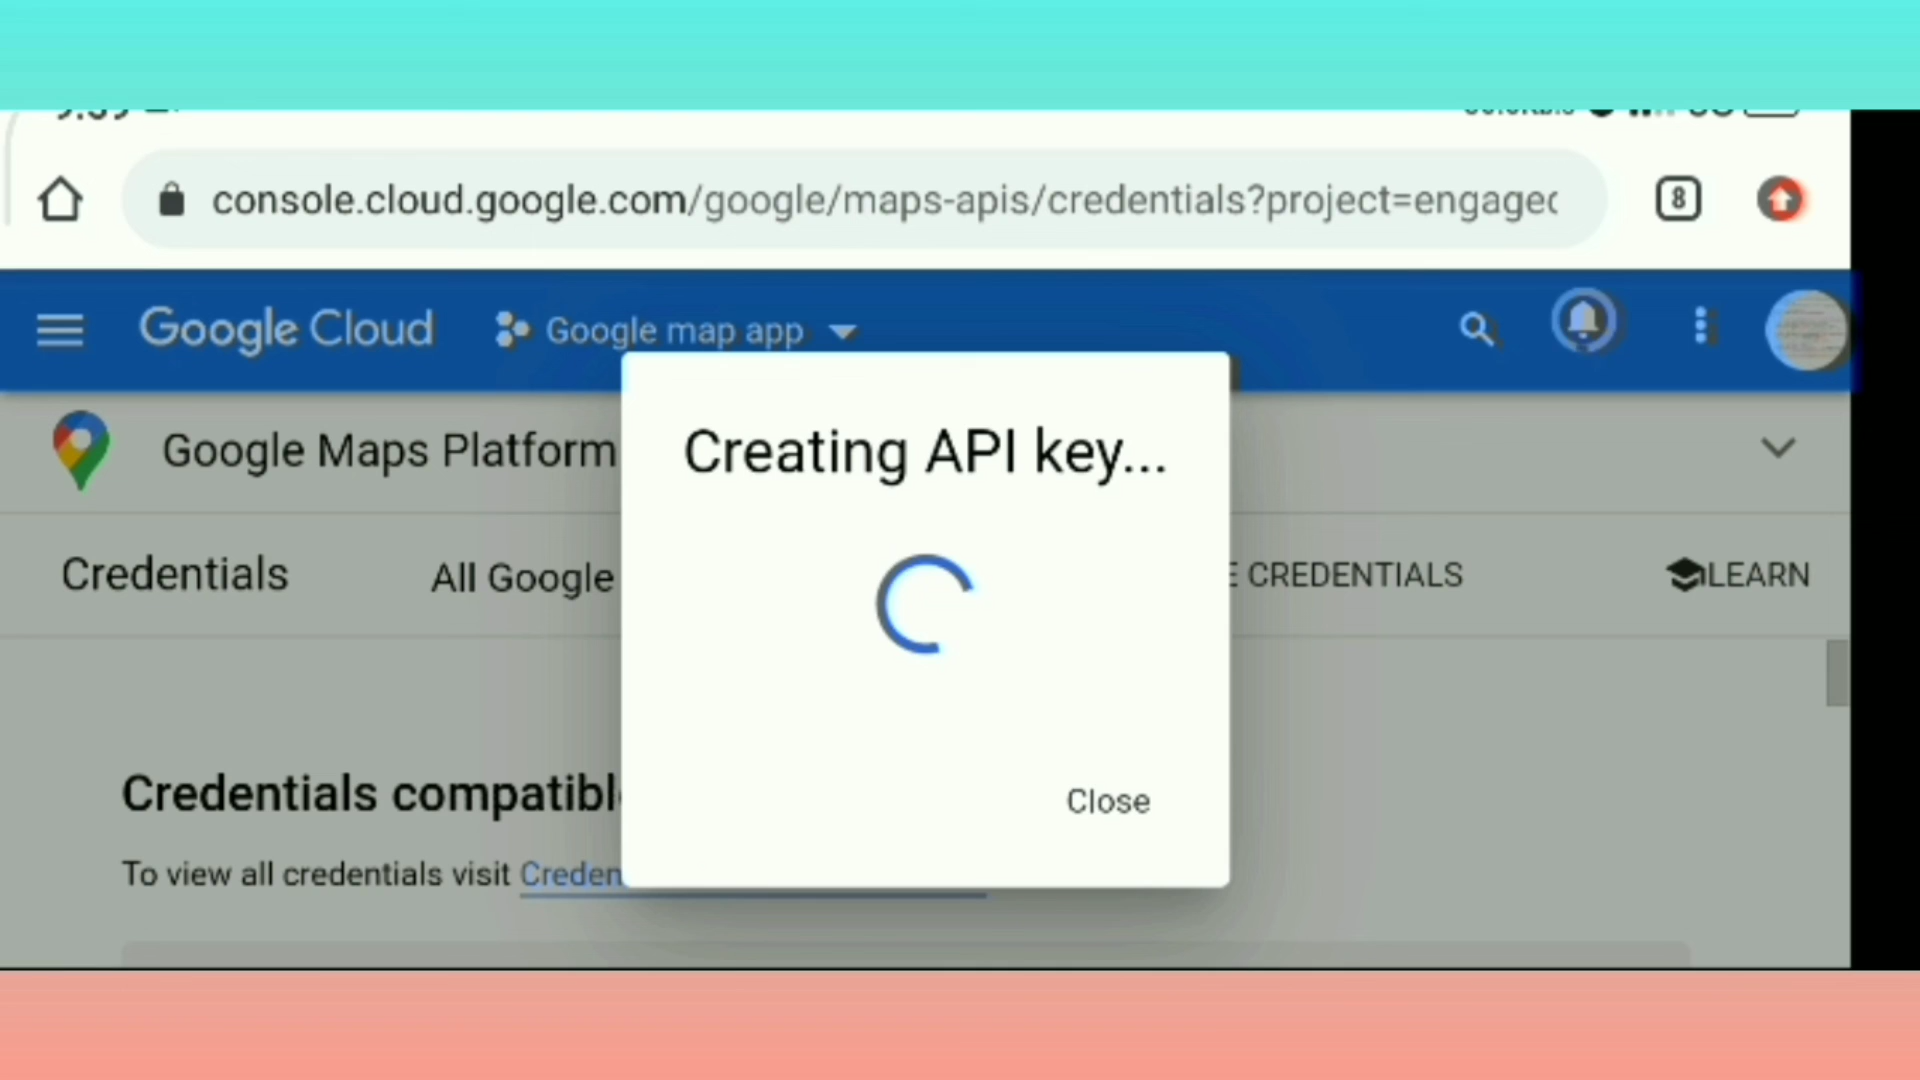 console.cloud.google.com/google/maps-apis/credentials?project=engaged
8
Google Cloud
Google map app
Google Maps Platform
Creating API key...
Credentials
All Google
E CREDENTIALS
LEARN
Credentials compatibl
Close
To view all credentials visit Creden